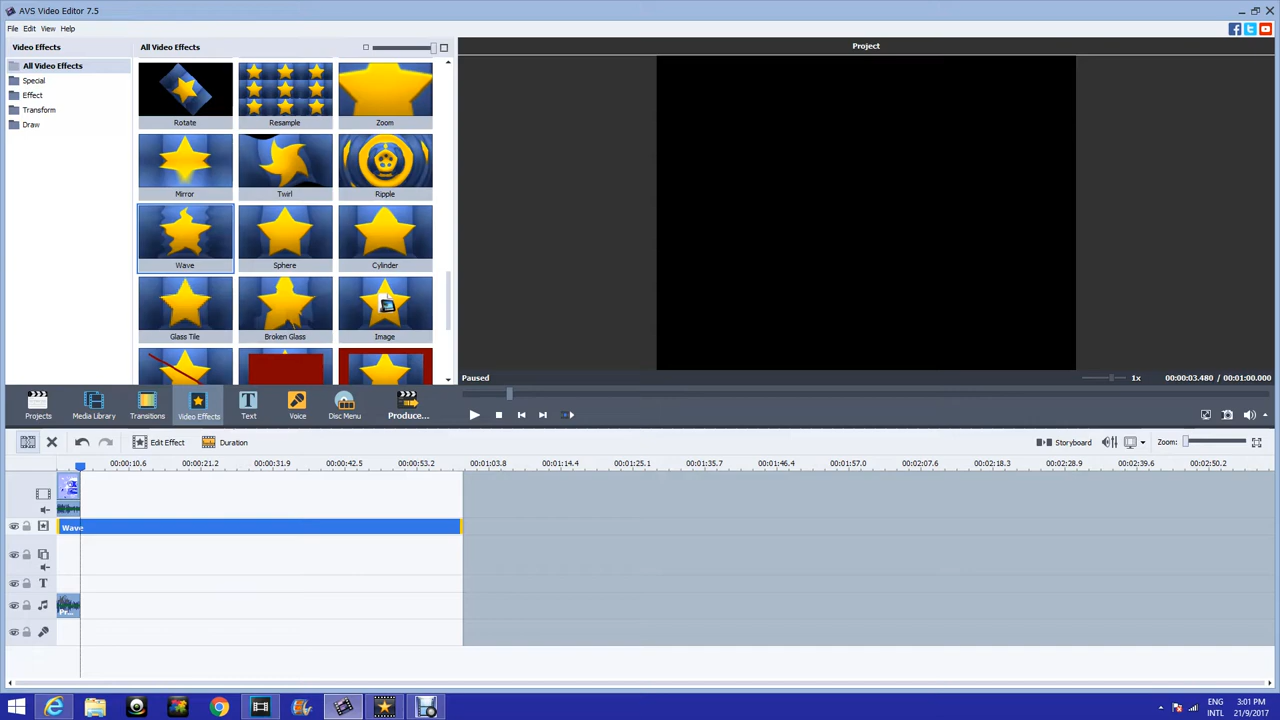 AVS Video Editor 7.5
File Edit View Help
Video Effects
All Video Effects
Project
All Video Effects
Special
Effect
Transform
Draw
Rotate Resample Zoom
Mirror Twirl Ripple
Wave Sphere Cylinder
Glass Tile Broken Glass Image
Paused
1x 00:00:03.480 / 00:01:00.000
Projects Media Library Transitions Video Effects Text Voice Disc Menu Produce...
Edit Effect Duration Storyboard Zoom:
00:00:10.6 00:00:21.2 00:00:31.9 00:00:42.5 00:00:53.2 00:01:03.8 00:01:14.4 00:01:25.1 00:01:35.7 00:01:46.4 00:01:57.0 00:02:07.6 00:02:18.3 00:02:28.9 00:02:39.6 00:02:50.2
Wave
T
ENG 3:01 PM
INTL 21/9/2017